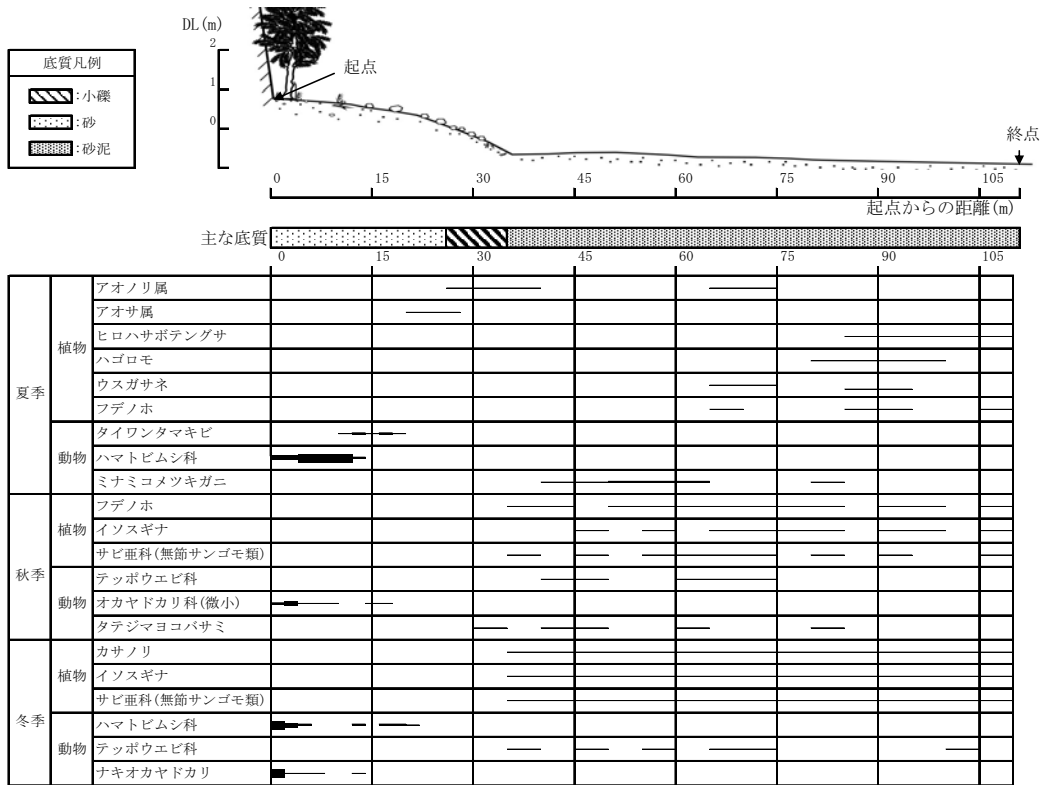 DL(m)
2
1
0
底質凡例
:小礫
:砂
:砂泥
起点
終点
0 15 30 45 60 75 90 105
起点からの距離(m)
主な底質
0 15 30 45 60 75 90 105
夏季
植物
アオノリ属
アオサ属
ヒロハサボテングサ
ハゴロモ
ウスガサネ
フデノホ
動物
タイワンタマキビ
ハマトビムシ科
ミナミコメツキガニ
秋季
植物
フデノホ
イソスギナ
サビ亜科(無節サンゴモ類)
動物
テッポウエビ科
オカヤドカリ科(微小)
タテジマヨコバサミ
冬季
植物
カサノリ
イソスギナ
サビ亜科(無節サンゴモ類)
動物
ハマトビムシ科
テッポウエビ科
ナキオカヤドカリ